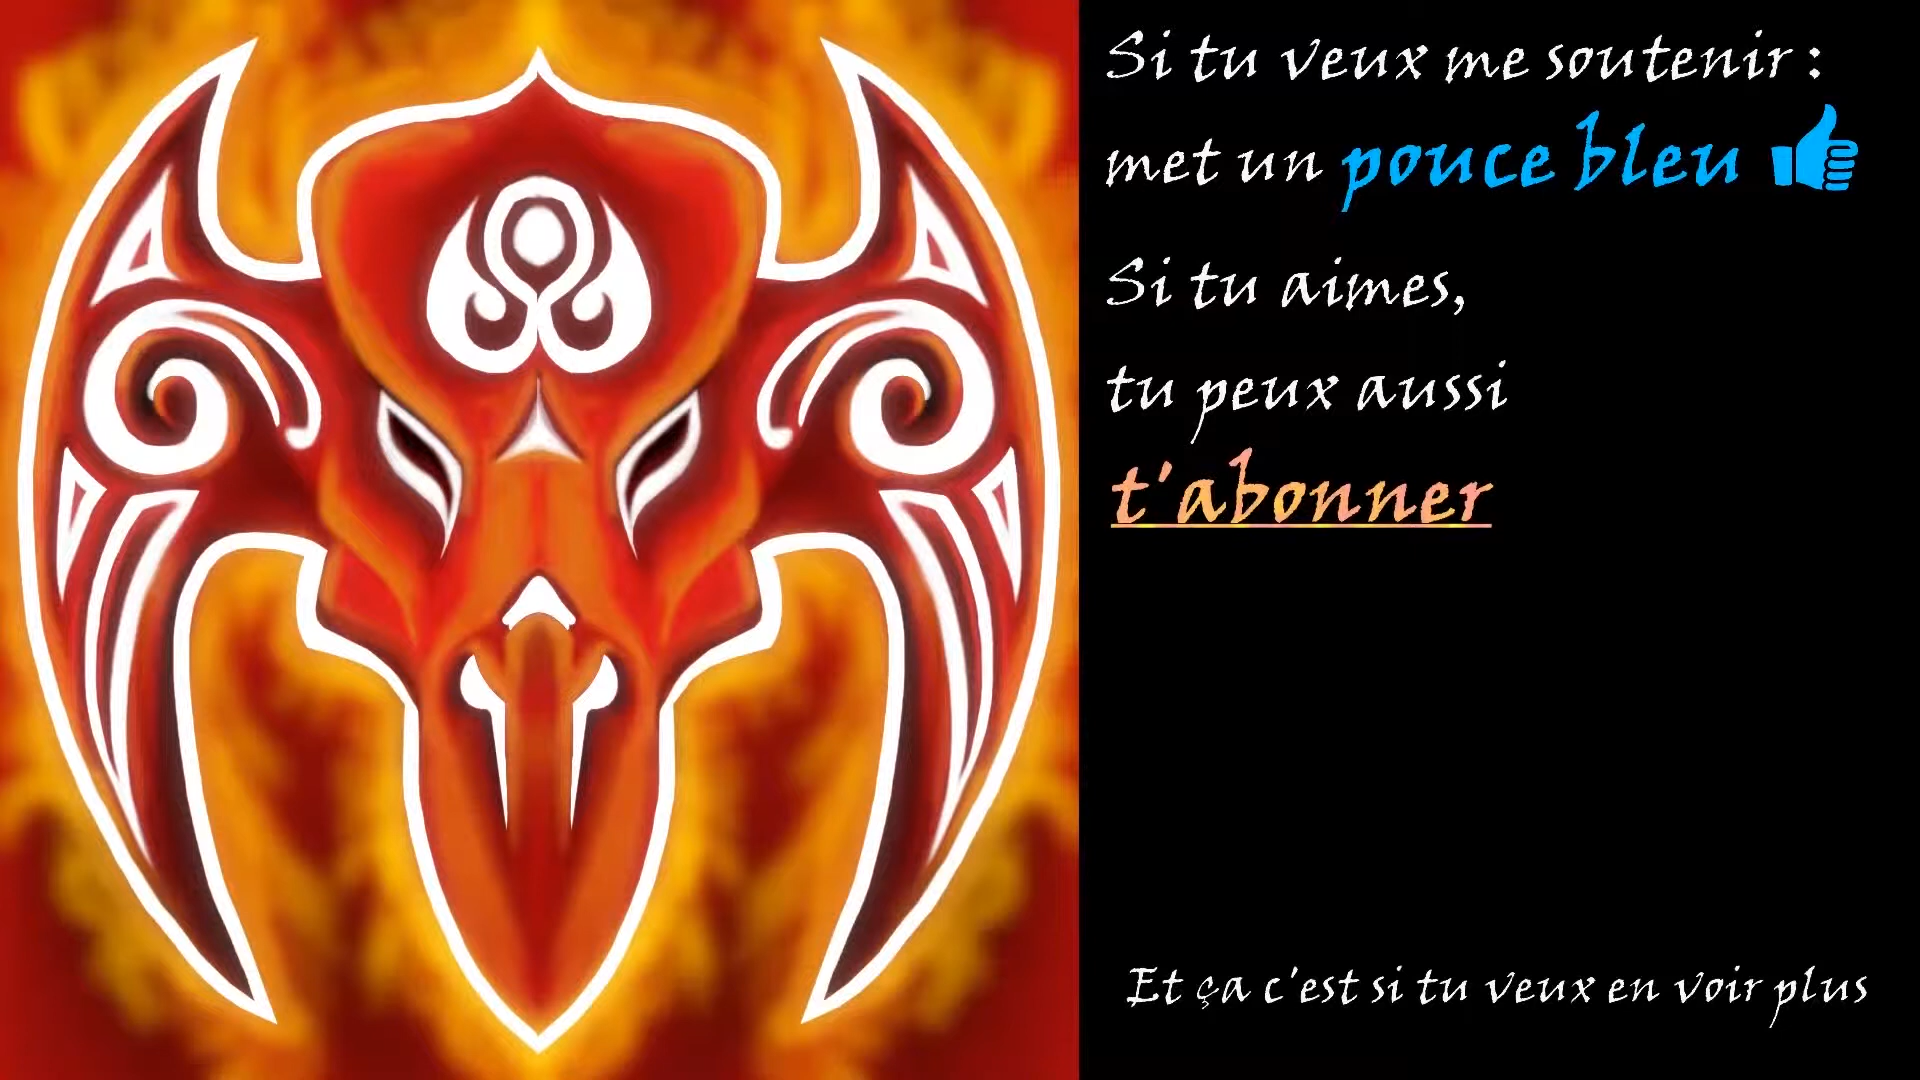 Si tu veux me soutenir :
met un pouce bleu
Si tu aimes,
tu peux aussi
t'abonner
Et ça c'est si tu veux en voir plus